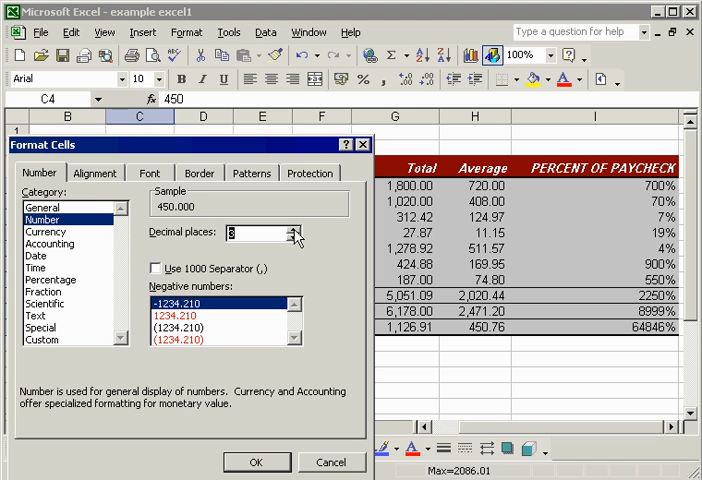 Microsoft Excel - example excel1
File Edit View Insert Format Tools Data Window Help Type a question for help
100%
Arial 10 B I U
C4 fx 450
B C D E F G H I
1
Format Cells
Number Alignment Font Border Patterns Protection
Category:
General
Number
Currency
Accounting
Date
Time
Percentage
Fraction
Scientific
Text
Special
Custom
Sample
450.000
Decimal places: 3
Use 1000 Separator (,)
Negative numbers:
-1234.210
1234.210
(1234.210)
(1234.210)
Number is used for general display of numbers. Currency and Accounting
offer specialized formatting for monetary value.
OK Cancel
Total Average PERCENT OF PAYCHECK
1,800.00 720.00 700%
1,020.00 408.00 70%
312.42 124.97 7%
27.87 11.15 19%
1,278.92 511.57 4%
424.88 169.95 900%
187.00 74.80 550%
5,051.09 2,020.44 2250%
6,178.00 2,471.20 8999%
1,126.91 450.76 64846%
Max=2086.01